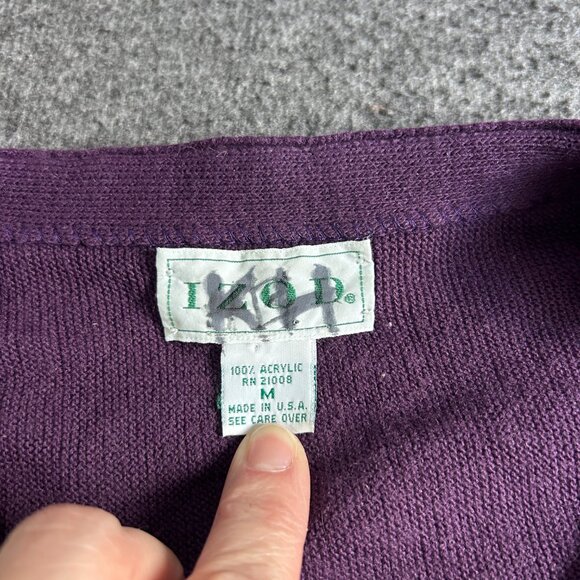 IZOD®
100% ACRYLIC
RN 21008
M
MADE IN U.S.A.
SEE CARE OVER